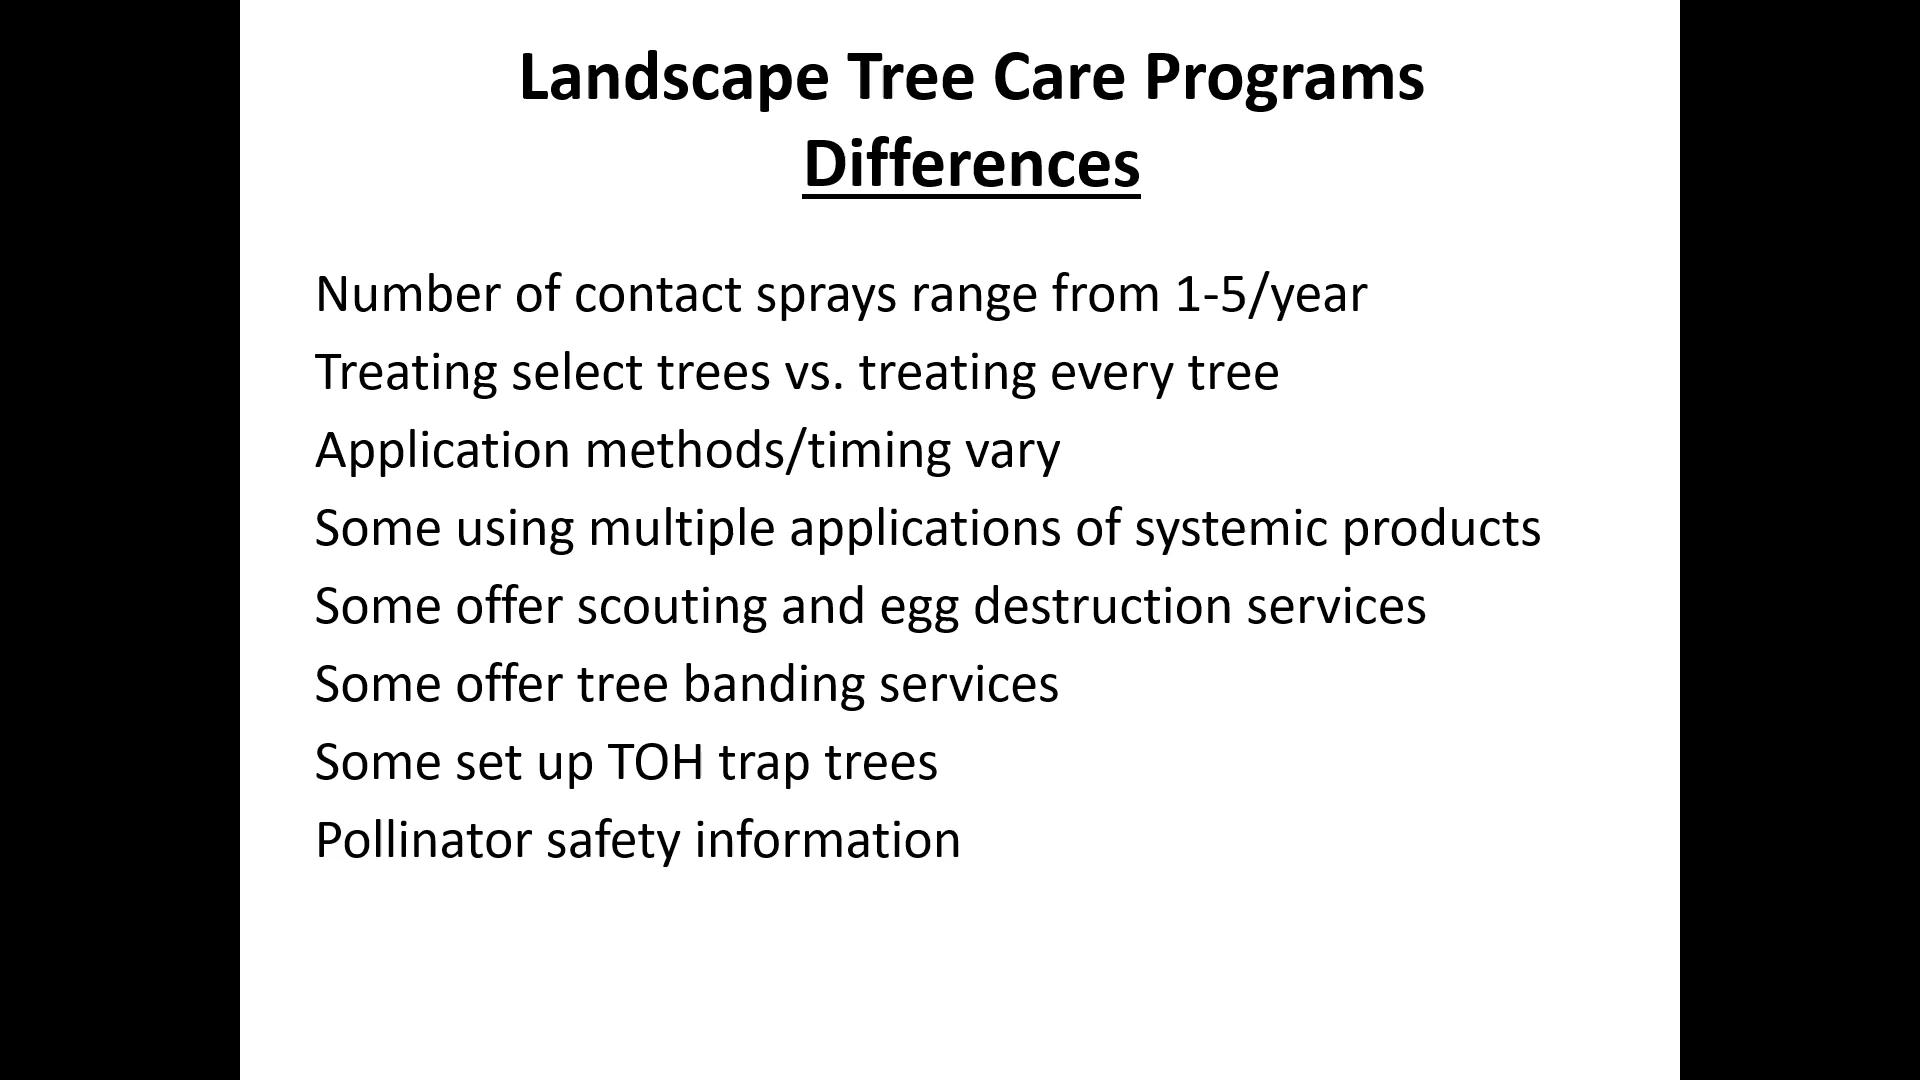 Landscape Tree Care Programs
Differences
Number of contact sprays range from 1-5/year
Treating select trees vs. treating every tree
Application methods/timing vary
Some using multiple applications of systemic products
Some offer scouting and egg destruction services
Some offer tree banding services
Some set up TOH trap trees
Pollinator safety information